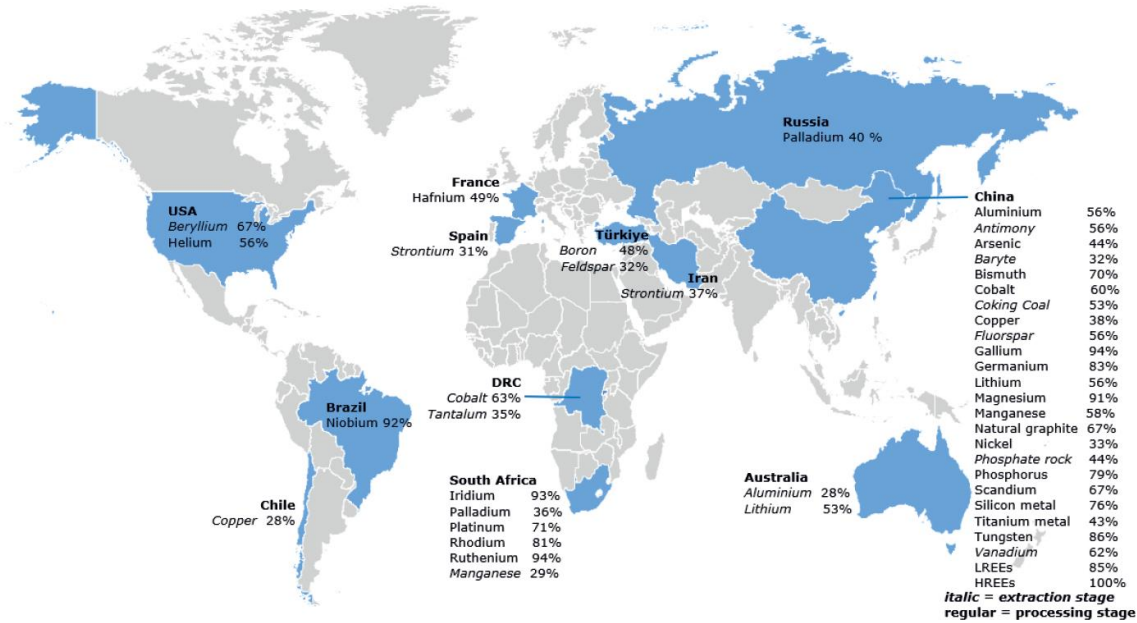 Russia
Palladium 40 %
France
Hafnium 49%
USA
Beryllium 67%
Helium 56%
Spain
Strontium 31%
Türkiye
Boron 48%
Feldspar 32%
Iran
Strontium 37%
China
Aluminium 56%
Antimony 56%
Arsenic 44%
Baryte 32%
Bismuth 70%
Cobalt 60%
Coking Coal 53%
Copper 38%
Fluorspar 56%
Gallium 94%
Germanium 83%
Lithium 56%
Magnesium 91%
Manganese 58%
Natural graphite 67%
Nickel 33%
Phosphate rock 44%
Phosphorus 79%
Scandium 67%
Silicon metal 76%
Titanium metal 43%
Tungsten 86%
Vanadium 62%
LREEs 85%
HREEs 100%
DRC
Cobalt 63%
Tantalum 35%
Brazil
Niobium 92%
Chile
Copper 28%
South Africa
Iridium 93%
Palladium 36%
Platinum 71%
Rhodium 81%
Ruthenium 94%
Manganese 29%
Australia
Aluminium 28%
Lithium 53%
italic = extraction stage
regular = processing stage